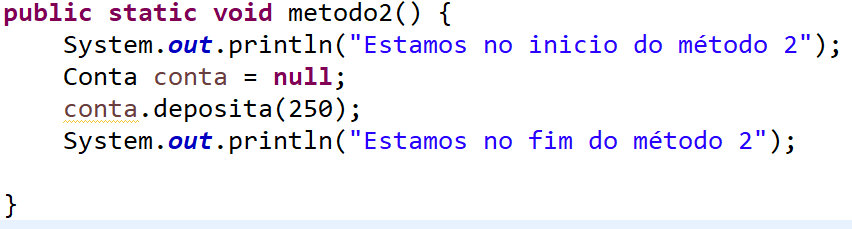 public static void metodo2() {
System.out.println("Estamos no inicio do método 2");
Conta conta = null;
conta.deposita(250);
System.out.println("Estamos no fim do método 2");
}